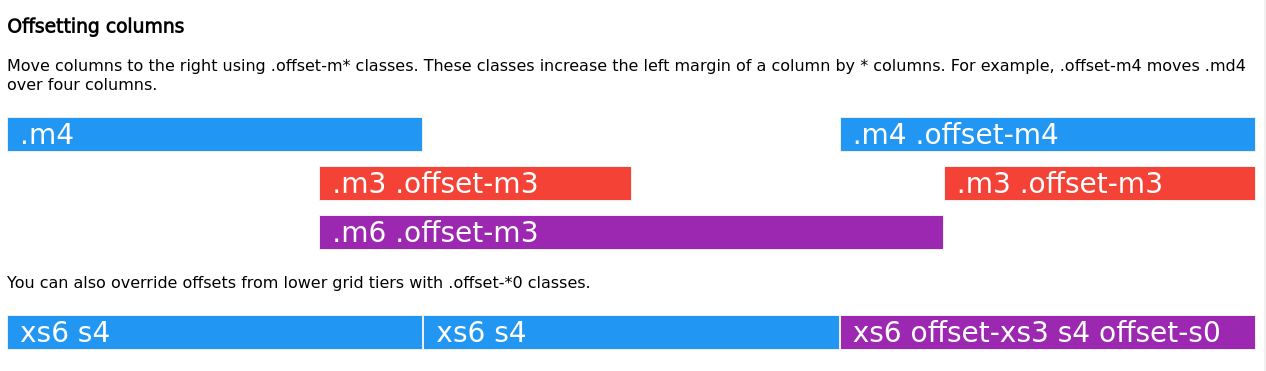 Offsetting columns
Move columns to the right using .offset-m* classes. These classes increase the left margin of a column by * columns. For example, .offset-m4 moves .md4
over four columns.
.m4 .m4 .offset-m4
.m3 .offset-m3 .m3 .offset-m3
.m6 .offset-m3
You can also override offsets from lower grid tiers with .offset-*0 classes.
xs6 s4 xs6 s4 xs6 offset-xs3 s4 offset-s0